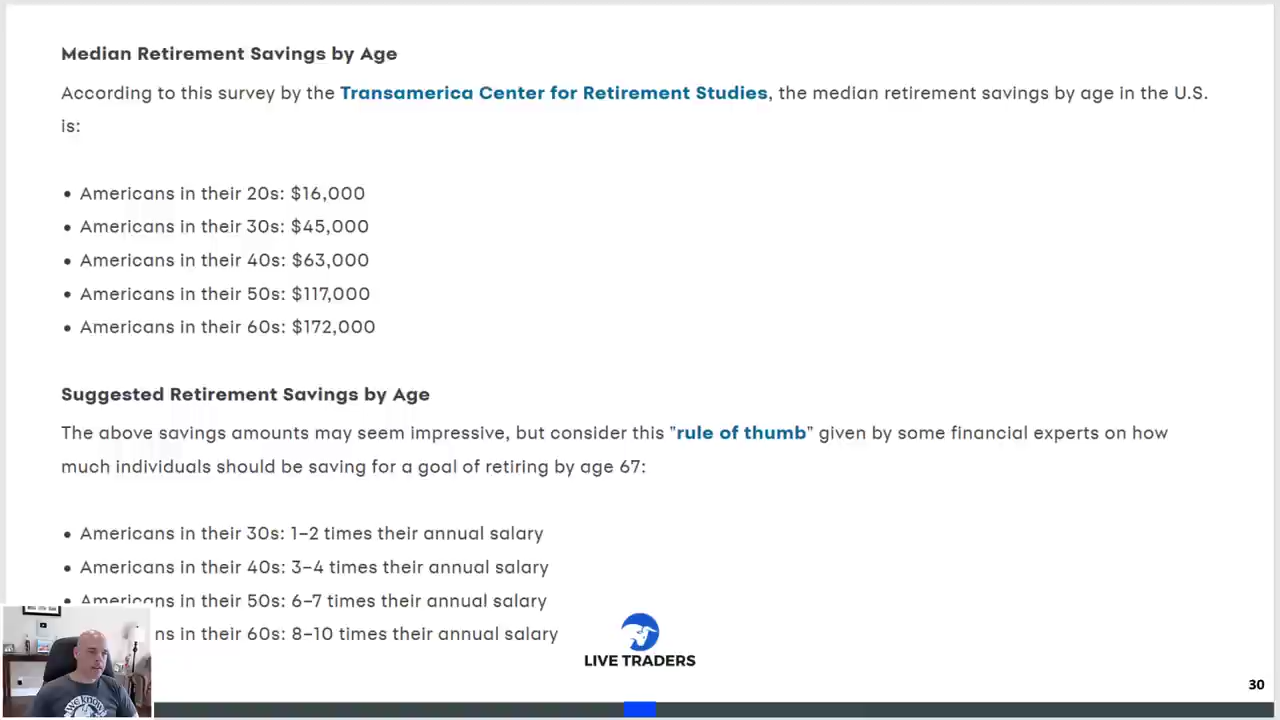 Median Retirement Savings by Age
According to this survey by the Transamerica Center for Retirement Studies, the median retirement savings by age in the U.S.
is:
• Americans in their 20s: $16,000
• Americans in their 30s: $45,000
• Americans in their 40s: $63,000
• Americans in their 50s: $117,000
• Americans in their 60s: $172,000
Suggested Retirement Savings by Age
The above savings amounts may seem impressive, but consider this "rule of thumb" given by some financial experts on how
much individuals should be saving for a goal of retiring by age 67:
• Americans in their 30s: 1–2 times their annual salary
• Americans in their 40s: 3–4 times their annual salary
• Americans in their 50s: 6–7 times their annual salary
ns in their 60s: 8–10 times their annual salary
LIVE TRADERS
30
we know